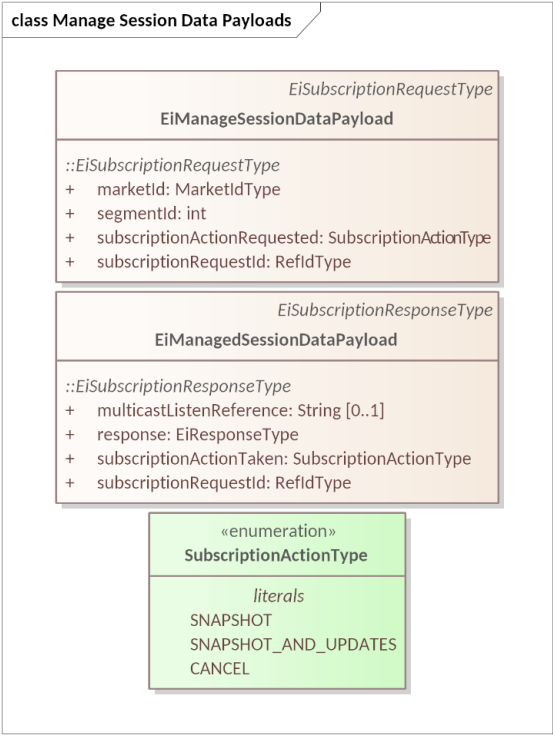 class Manage Session Data Payloads
EiSubscriptionRequestType
EiManageSessionDataPayload
::EiSubscriptionRequestType
+ marketId: MarketIdType
+ segmentId: int
+ subscriptionActionRequested: SubscriptionActionType
+ subscriptionRequestId: RefIdType
EiSubscriptionResponseType
EiManagedSessionDataPayload
::EiSubscriptionResponseType
+ multicastListenReference: String [0..1]
+ response: EiResponseType
+ subscriptionActionTaken: SubscriptionActionType
+ subscriptionRequestId: RefIdType
«enumeration»
SubscriptionActionType
literals
SNAPSHOT
SNAPSHOT_AND_UPDATES
CANCEL